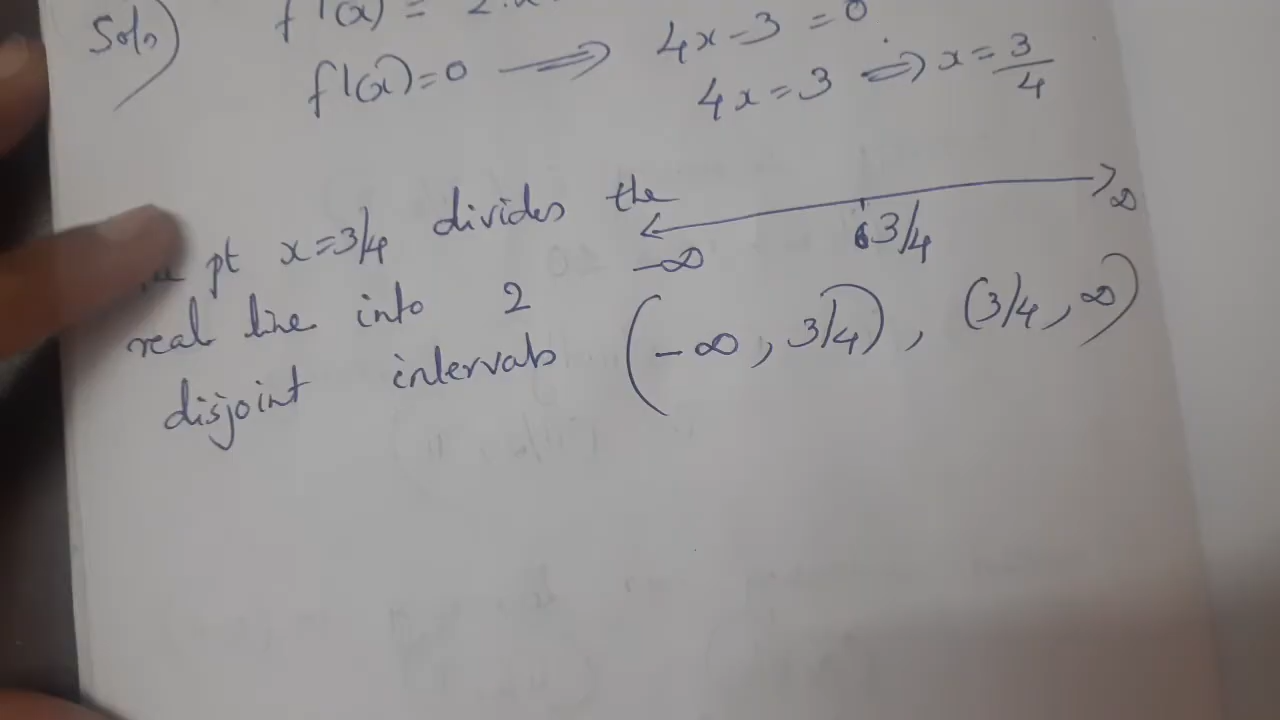 Soln) f'(x) = 2.
f'(x)=0 ⟹ 4x-3=0
4x=3 ⟹ x=3/4
pt x=3/4 divides the
real line into 2
disjoint intervals (-∞, 3/4), (3/4, ∞)
-∞ 3/4 ∞